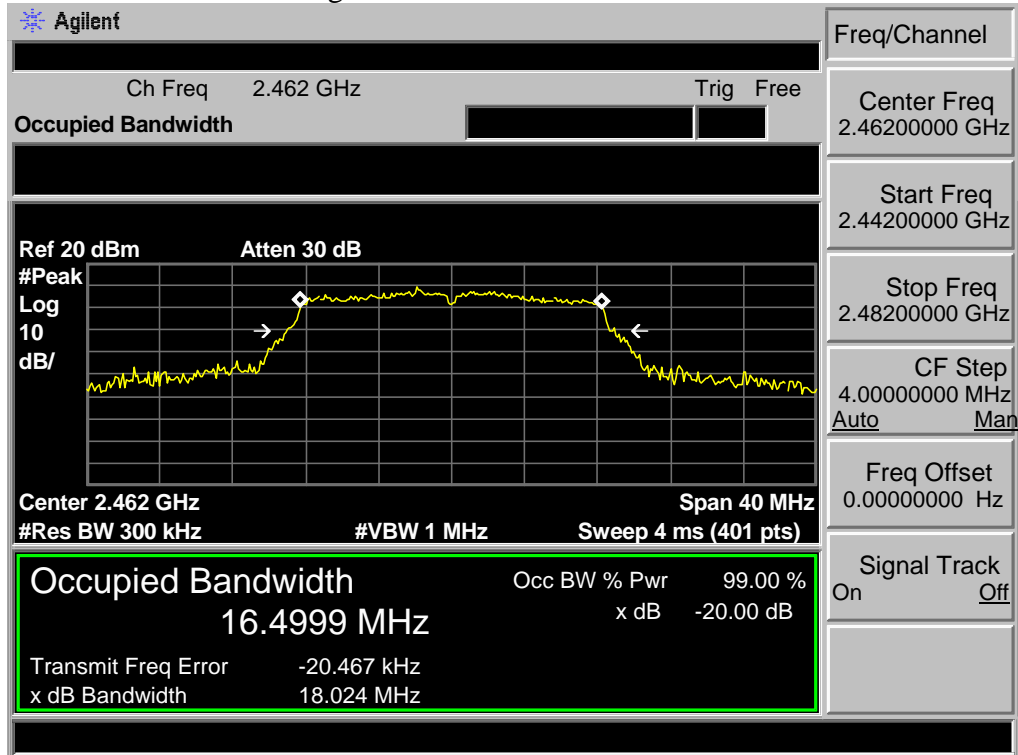 Agilent
Freq/Channel
Ch Freq 2.462 GHz Trig Free
Occupied Bandwidth
Center Freq
2.46200000 GHz
Start Freq
2.44200000 GHz
Stop Freq
2.48200000 GHz
CF Step
4.00000000 MHz
Auto Man
Freq Offset
0.00000000 Hz
Signal Track
On Off
Ref 20 dBm Atten 30 dB
#Peak
Log
10
dB/
Center 2.462 GHz Span 40 MHz
#Res BW 300 kHz #VBW 1 MHz Sweep 4 ms (401 pts)
Occupied Bandwidth Occ BW % Pwr 99.00 %
16.4999 MHz x dB -20.00 dB
Transmit Freq Error -20.467 kHz
x dB Bandwidth 18.024 MHz